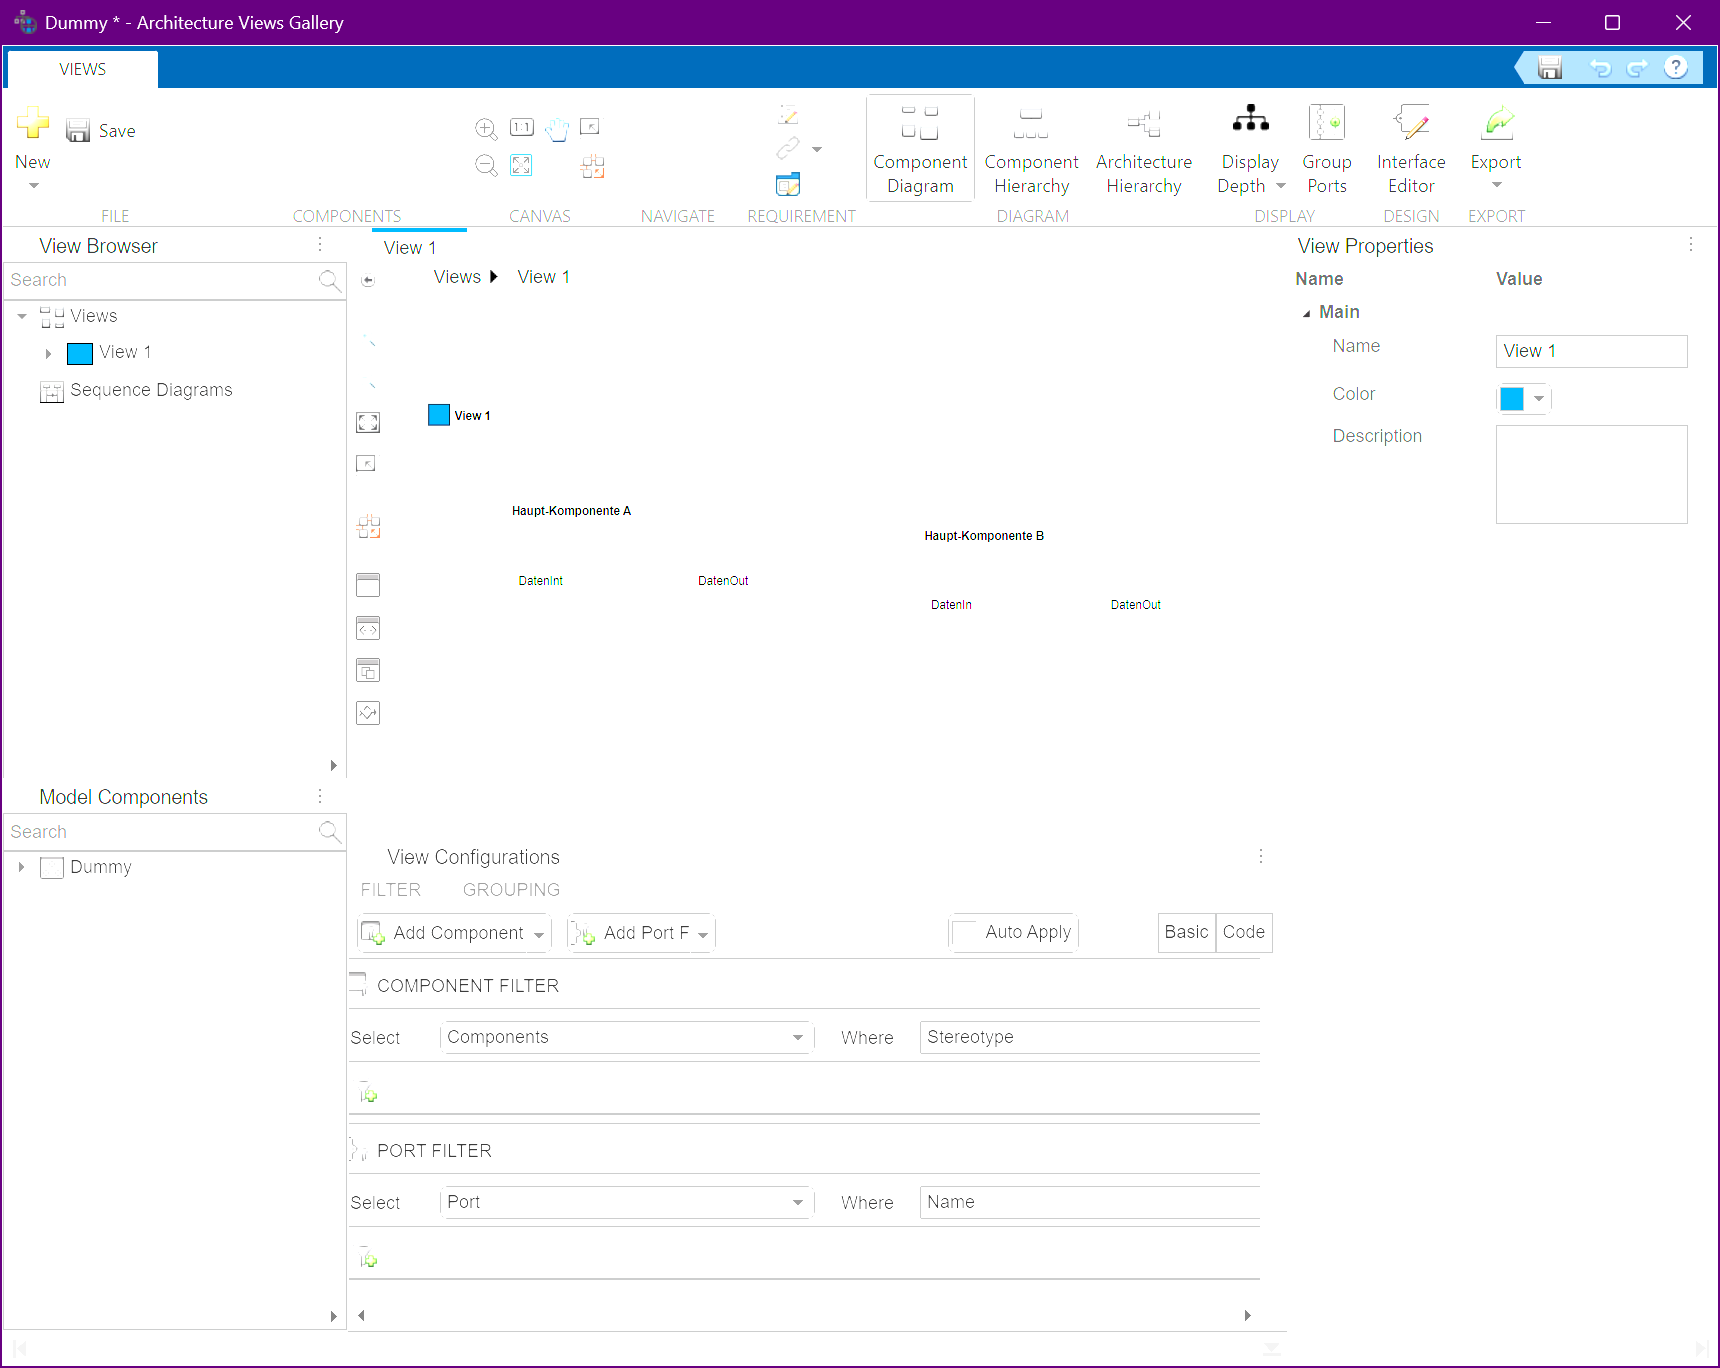 Dummy * - Architecture Views Gallery
VIEWS
New
Save
1:1
Component
Diagram
Component
Hierarchy
Architecture
Hierarchy
Display
Depth
Group
Ports
Interface
Editor
Export
FILE
COMPONENTS
CANVAS
NAVIGATE
REQUIREMENT
DIAGRAM
DISPLAY
DESIGN
EXPORT
View Browser
Search
Views
View 1
Sequence Diagrams
Model Components
Search
Dummy
View 1
Views
View 1
View 1
Haupt-Komponente A
DatenInt
DatenOut
Haupt-Komponente B
DatenIn
DatenOut
View Configurations
FILTER
GROUPING
Add Component
Add Port F
Auto Apply
Basic
Code
COMPONENT FILTER
Select
Components
Where
Stereotype
PORT FILTER
Select
Port
Where
Name
View Properties
Name
Value
Main
Name
View 1
Color
Description